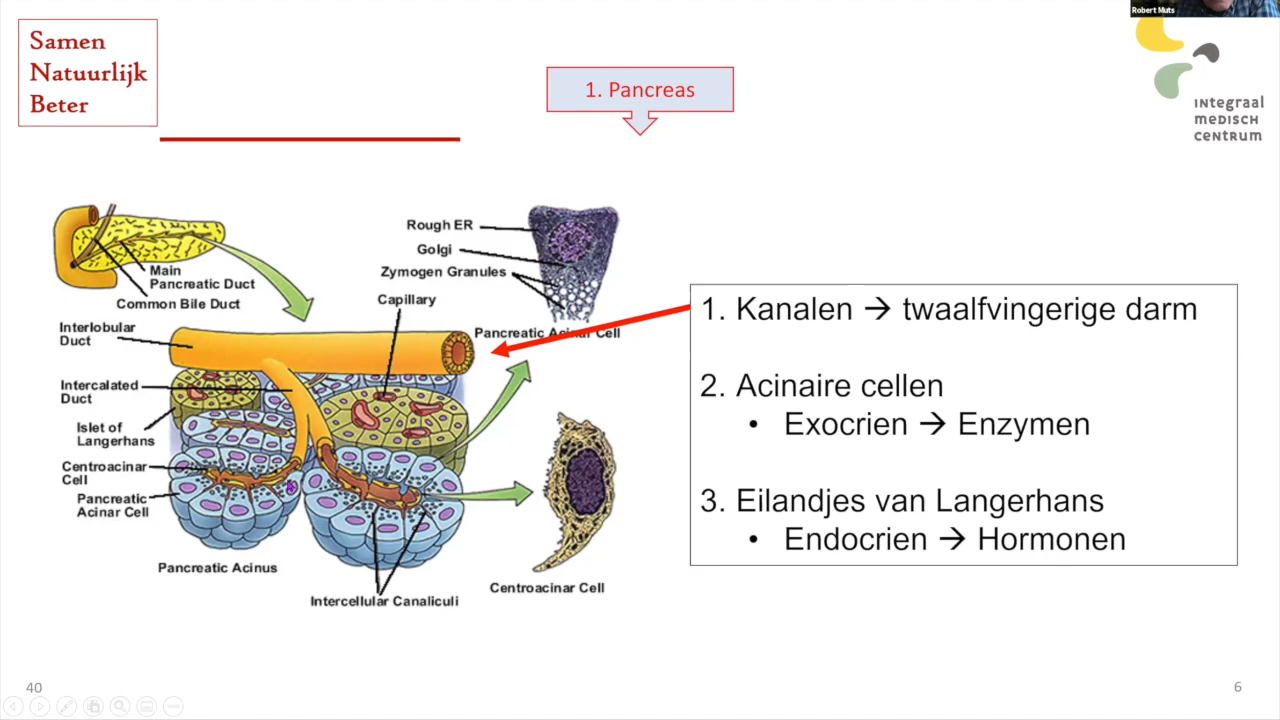 Robert Muts
Samen
Natuurlijk
Beter
1. Pancreas
INTEGRAAL
MEDISCH
CENTRUM
Main
Pancreatic Duct
Common Bile Duct
Interlobular
Duct
Intercalated
Duct
Islet of
Langerhans
Centroacinar
Cell
Pancreatic
Acinar Cell
Pancreatic Acinus
Rough ER
Golgi
Zymogen Granules
Capillary
Pancreatic Acinar Cell
Centroacinar Cell
Intercellular Canaliculi
1. Kanalen → twaalfvingerige darm
2. Acinaire cellen
• Exocrien → Enzymen
3. Eilandjes van Langerhans
• Endocrien → Hormonen
40
6